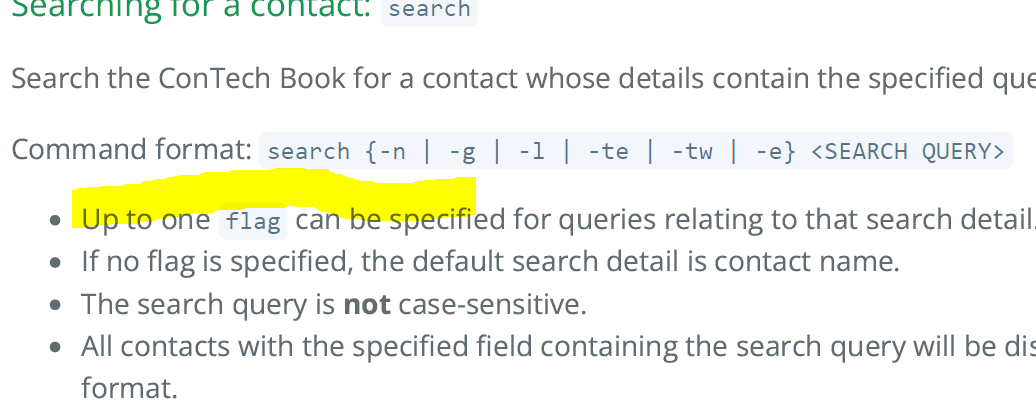 Searching for a contact: search
Search the ConTech Book for a contact whose details contain the specified
Command format: search {-n | -g | -l | -te | -tw | -e} <SEARCH QUERY>
• Up to one flag can be specified for queries relating to that search detail.
• If no flag is specified, the default search detail is contact name.
• The search query is not case-sensitive.
• All contacts with the specified field containing the search query will be
format.